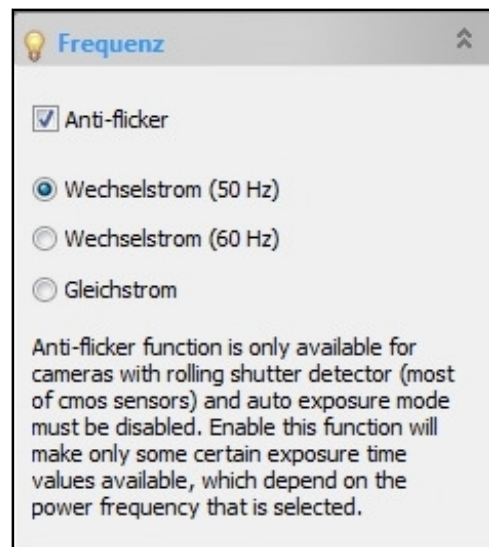 Frequenz
Anti-flicker
Wechselstrom (50 Hz)
Wechselstrom (60 Hz)
Gleichstrom
Anti-flicker function is only available for
cameras with rolling shutter detector (most
of cmos sensors) and auto exposure mode
must be disabled. Enable this function will
make only some certain exposure time
values available, which depend on the
power frequency that is selected.